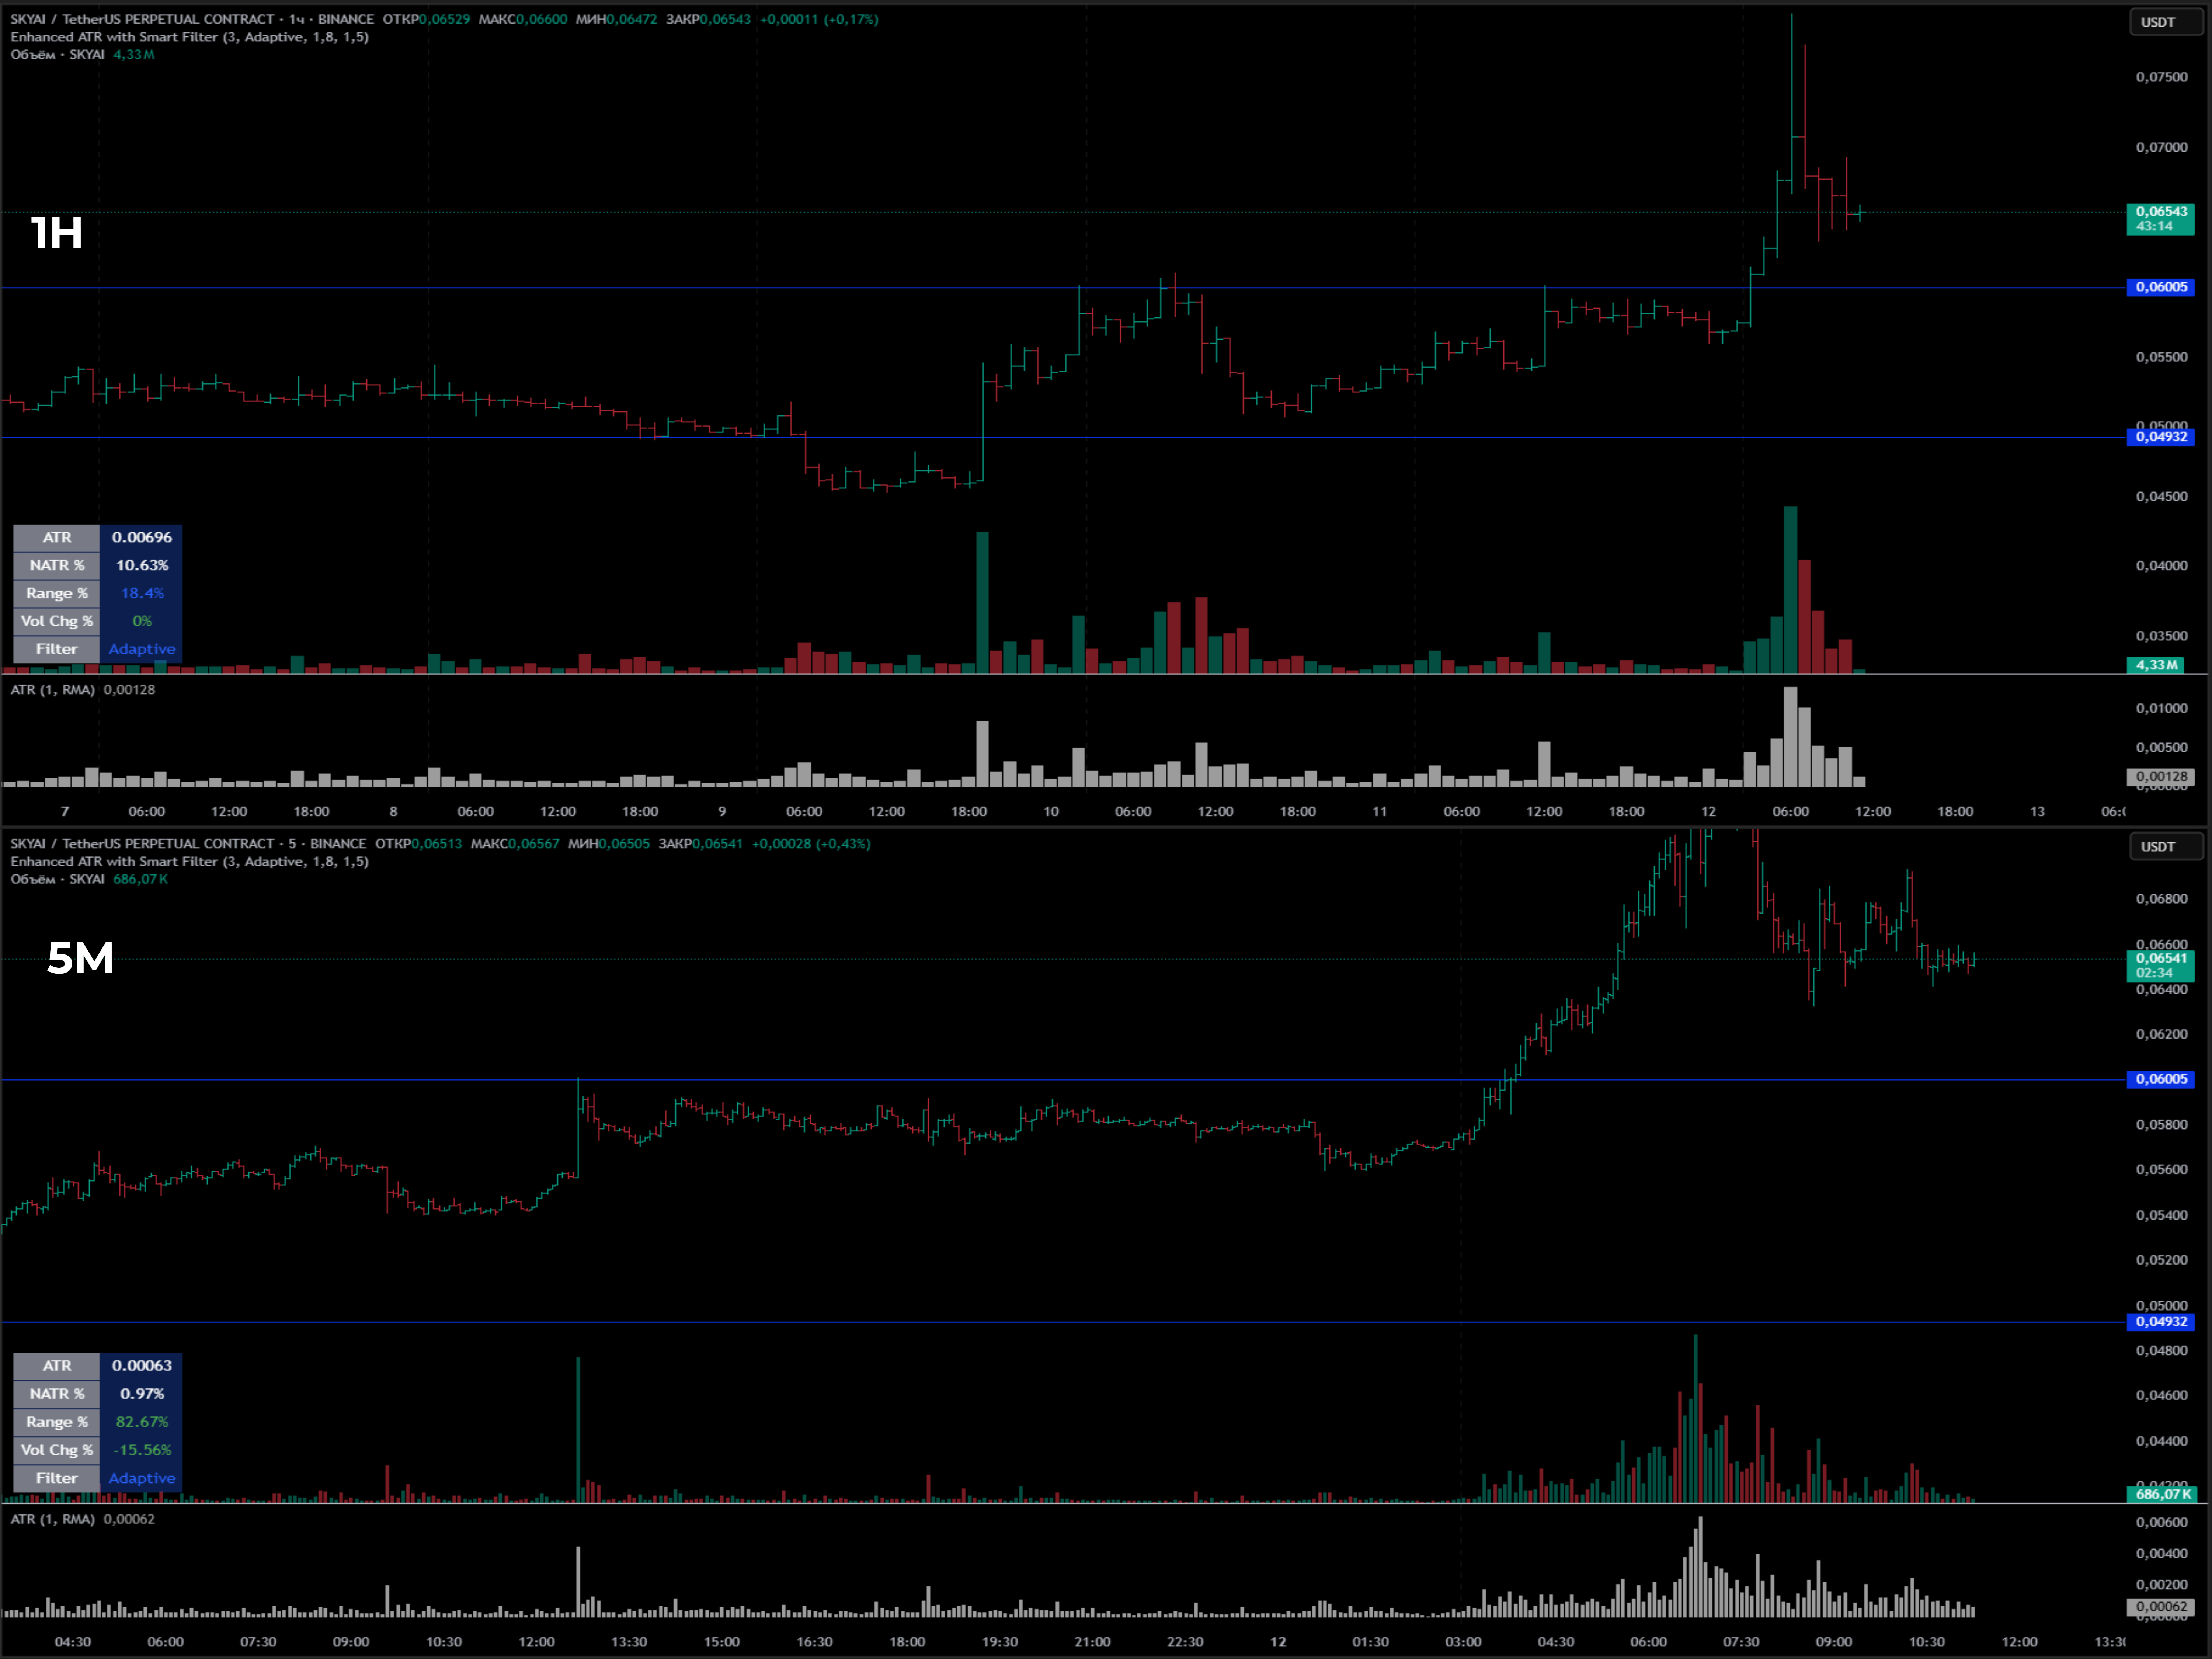 SKYAI / TetherUS PERPETUAL CONTRACT · 1ч · BINANCE ОТКР0,06529 МАКС0,06600 МИН0,06472 ЗАКР0,06543 +0,00011 (+0,17%)
Enhanced ATR with Smart Filter (3, Adaptive, 1,8, 1,5)
Объём · SKYAI 4,33 M
USDT
0,07500
0,07000
1H
0,06543
43:14
0,06005
0,05500
0,05000
0,04932
0,04500
0,04000
0,03500
4,33 M
ATR 0.00696
NATR % 10.63%
Range % 18.4%
Vol Chg % 0%
Filter Adaptive
ATR (1, RMA) 0,00128
0,01000
0,00500
0,00128
7 06:00 12:00 18:00 8 06:00 12:00 18:00 9 06:00 12:00 18:00 10 06:00 12:00 18:00 11 06:00 12:00 18:00 12 06:00 12:00 18:00 13
SKYAI / TetherUS PERPETUAL CONTRACT · 5 · BINANCE ОТКР0,06513 МАКС0,06567 МИН0,06505 ЗАКР0,06541 +0,00028 (+0,43%)
Enhanced ATR with Smart Filter (3, Adaptive, 1,8, 1,5)
Объём · SKYAI 686,07 K
USDT
0,06800
5M
0,06600
0,06541
02:34
0,06400
0,06200
0,06005
0,05800
0,05600
0,05400
0,05200
0,05000
0,04932
0,04800
0,04600
0,04400
686,07 K
ATR 0.00063
NATR % 0.97%
Range % 82.67%
Vol Chg % -15.56%
Filter Adaptive
ATR (1, RMA) 0,00062
0,00600
0,00400
0,00200
0,00062
04:30 06:00 07:30 09:00 10:30 12:00 13:30 15:00 16:30 18:00 19:30 21:00 22:30 12 01:30 03:00 04:30 06:00 07:30 09:00 10:30 12:00